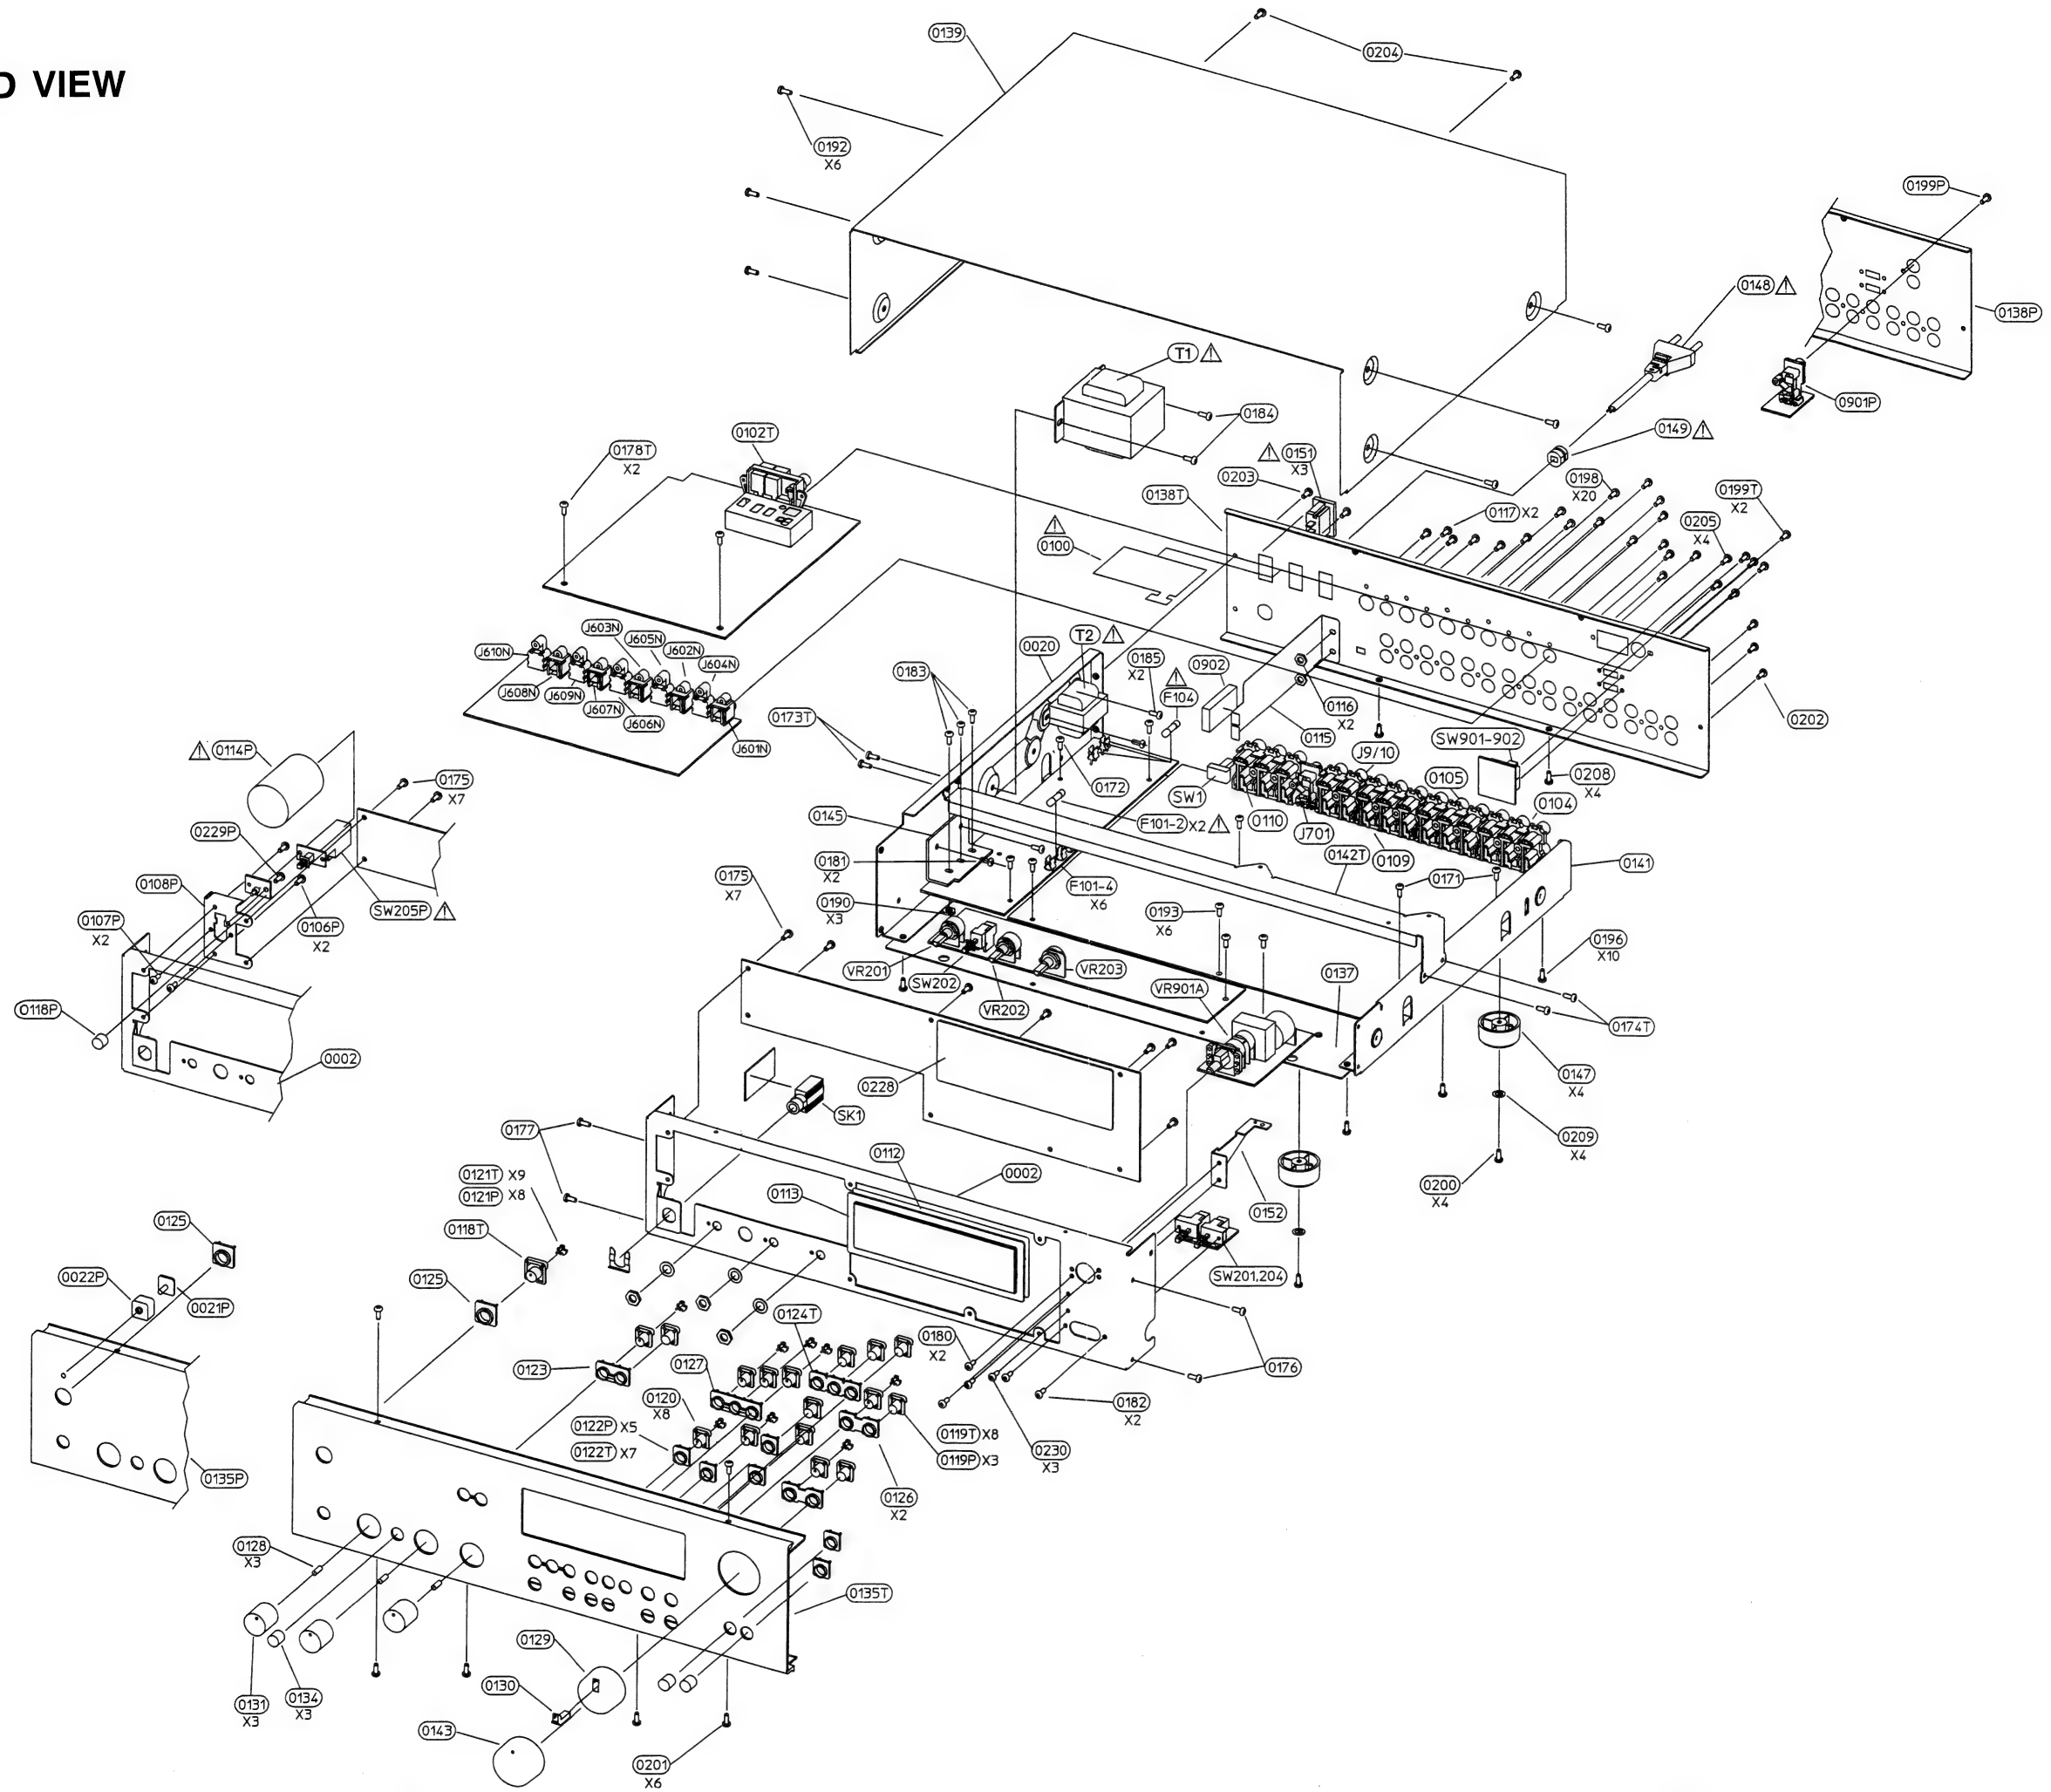 D VIEW
0139
0204
0192
X6
0199P
0148
0138P
T1
0184
0901P
0149
0102T
0178T
X2
0151
X3
0203
0198
X20
0138T
0117 X2
0199T
X2
0205
X4
0100
J603N
J605N
J610N
J602N
J604N
0020
T2
0185
X2
F104
0902
0183
J608N
J609N
J607N
J606N
0173T
0116
X2
0202
J601N
0115
SW901-902
0114P
J9/10
0208
X4
0175
X7
0172
SW1
0105
0104
0145
F101-2 X2
0110
J701
0229P
0109
0142T
0141
0181
X2
0175
X7
0171
0108P
F101-4
X6
SW205P
0107P
X2
0106P
X2
0190
X3
0193
X6
0196
X10
VR201
SW202
VR203
0137
VR202
VR901A
0118P
0174T
0002
0228
0147
X4
SK1
0177
0112
0002
0209
X4
0121T X9
0121P X8
0113
0200
X4
0152
0125
0118T
0022P
0125
SW201,204
0021P
0124T
0180
X2
0123
0127
0176
0120
X8
0182
X2
0122P X5
0122T X7
0119T X8
0119P X3
0230
X3
0135P
0126
X2
0128
X3
0135T
0129
0130
0131
X3
0134
X3
0143
0201
X6